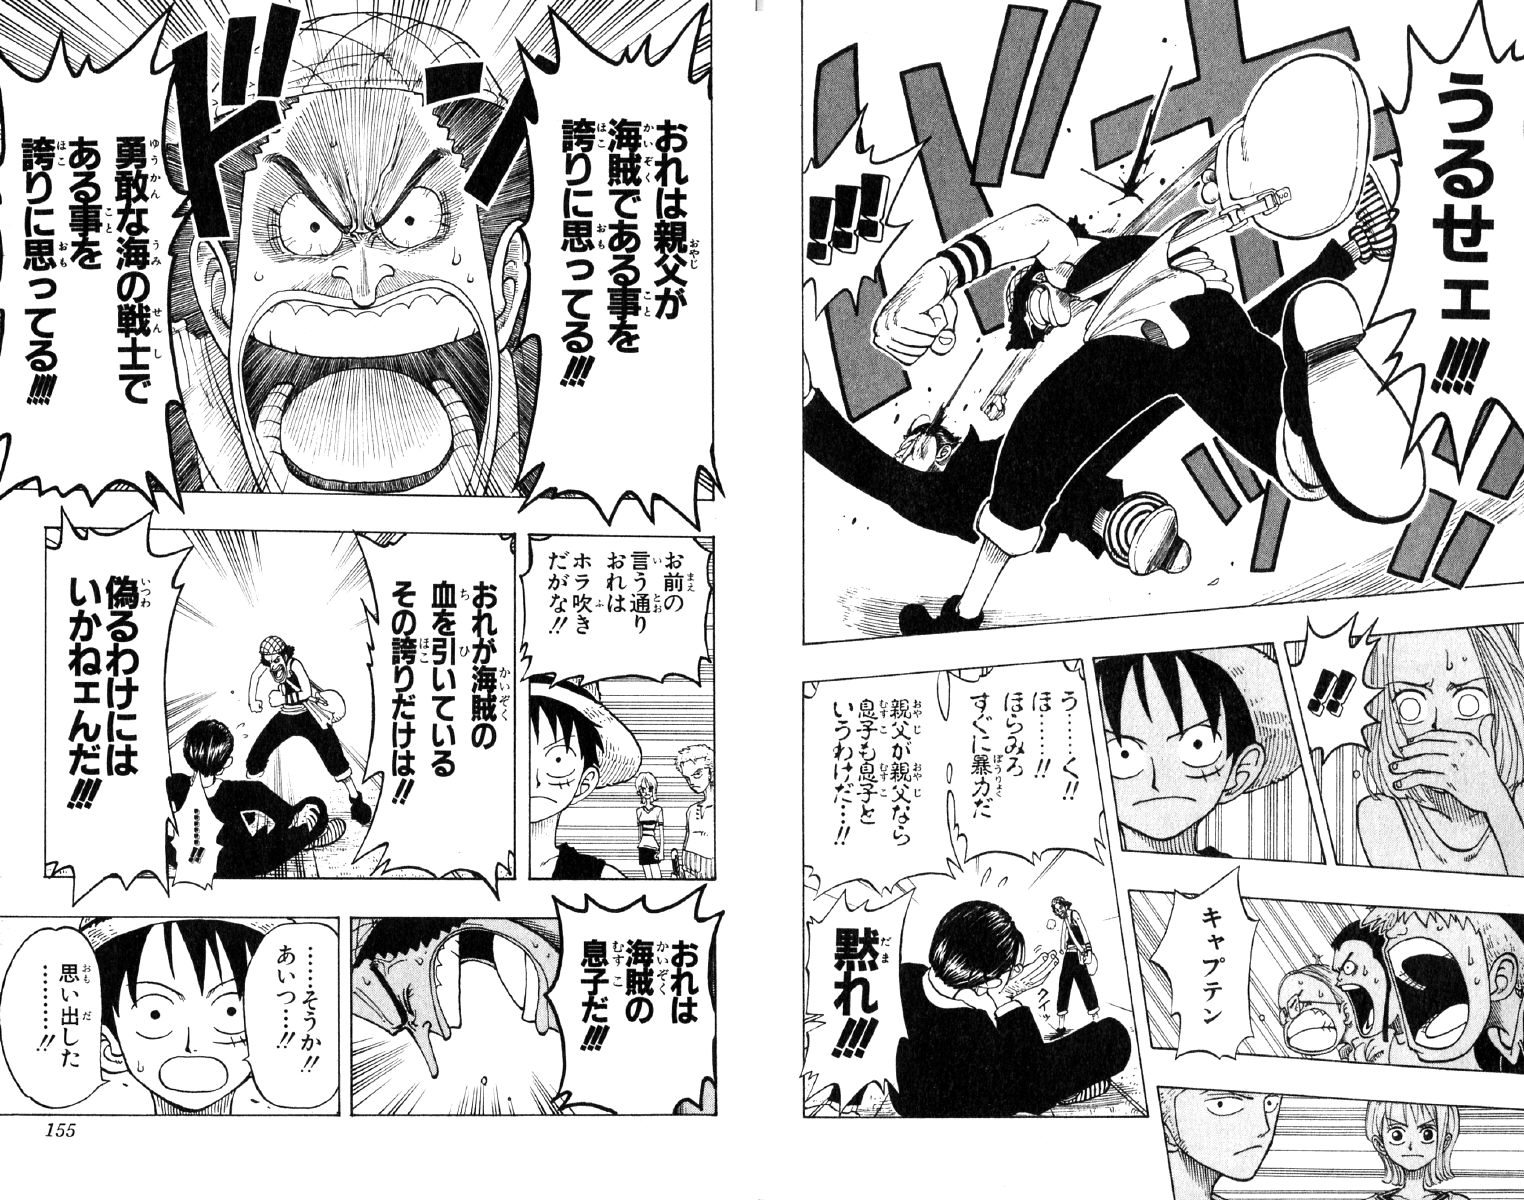 うるせェ!!!!
!!!
!!
キャプテン
う……く!!
ほ……!!
ほらみろ
すぐに暴力だ
親父が親父なら
息子も息子と
いうわけだ…!!
クイッ
黙れ!!!
おれは親父が
海賊である事を
誇りに思ってる!!!
勇敢な海の戦士で
ある事を
誇りに思ってる!!!!
お前の
言う通り
おれは
ホラ吹き
だがな!!
おれが海賊の
血を引いている
その誇りだけは!!
偽るわけには
いかねェんだ!!!
………!!
おれは
海賊の
息子だ!!!
……そうか!!
あいつ…!!
思い出した
………!!
155